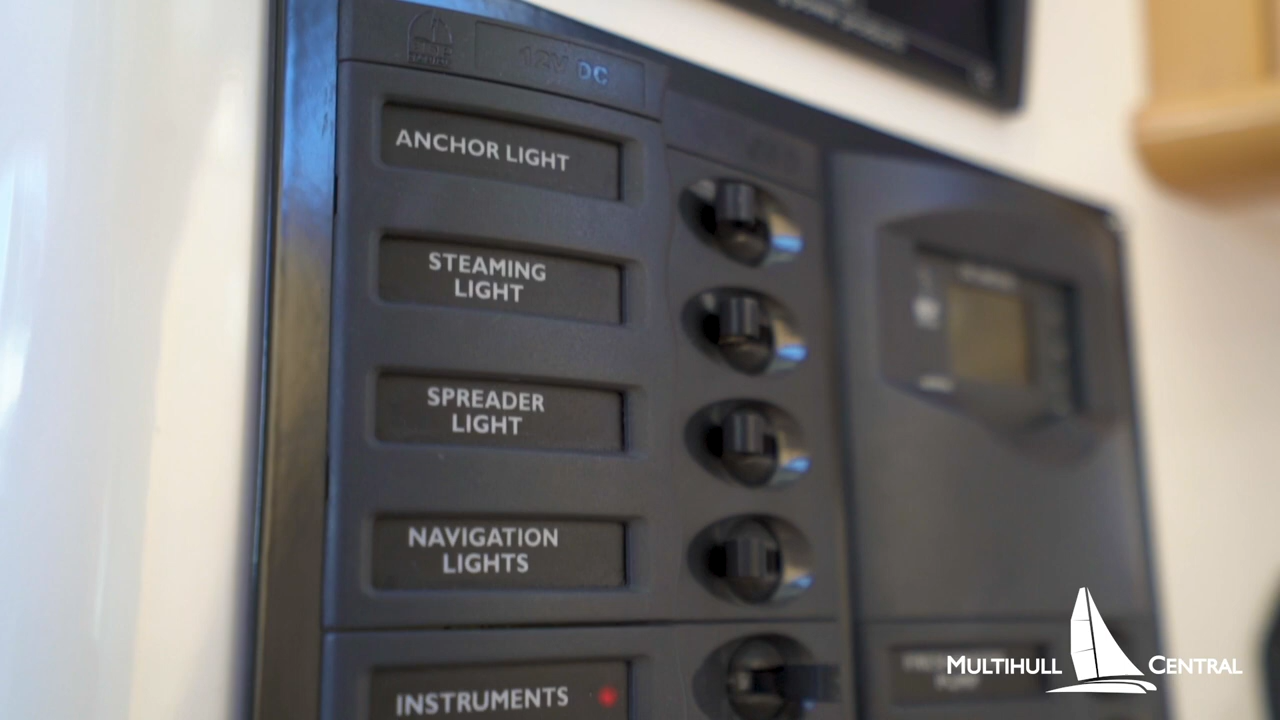 12V DC
ANCHOR LIGHT
STEAMING
LIGHT
SPREADER
LIGHT
NAVIGATION
LIGHTS
INSTRUMENTS
MULTIHULL CENTRAL